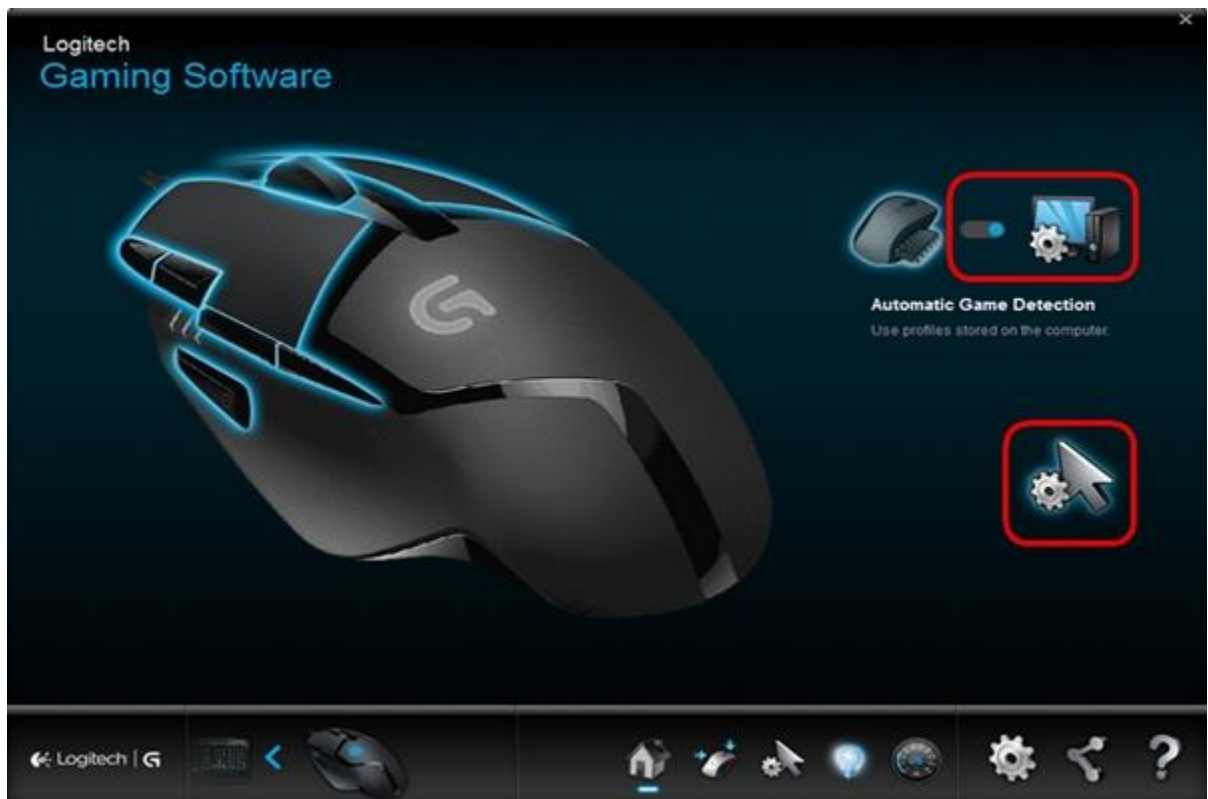 Logitech
Gaming Software
Automatic Game Detection
Use profiles stored on the computer.
Logitech | G